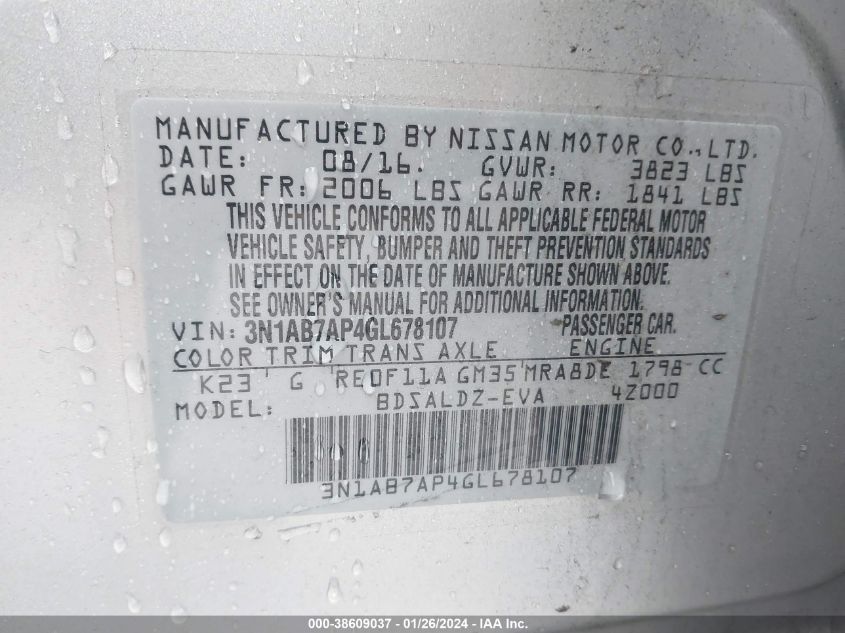 MANUFACTURED BY NISSAN MOTOR CO., LTD.
DATE: 08/16. GVWR: 3823 LBS
GAWR FR: 2006 LBS GAWR RR: 1841 LBS
THIS VEHICLE CONFORMS TO ALL APPLICABLE FEDERAL MOTOR
VEHICLE SAFETY, BUMPER AND THEFT PREVENTION STANDARDS
IN EFFECT ON THE DATE OF MANUFACTURE SHOWN ABOVE.
SEE OWNER'S MANUAL FOR ADDITIONAL INFORMATION.
VIN: 3N1AB7AP4GL678107 PASSENGER CAR.
COLOR TRIM TRANS AXLE ENGINE
K23 G RE0F11A GM35 MRA8DE 1798 CC
MODEL: BDSALDZ-EVA 4Z000
3N1AB7AP4GL678107
000-38609037 - 01/26/2024 - IAA Inc.